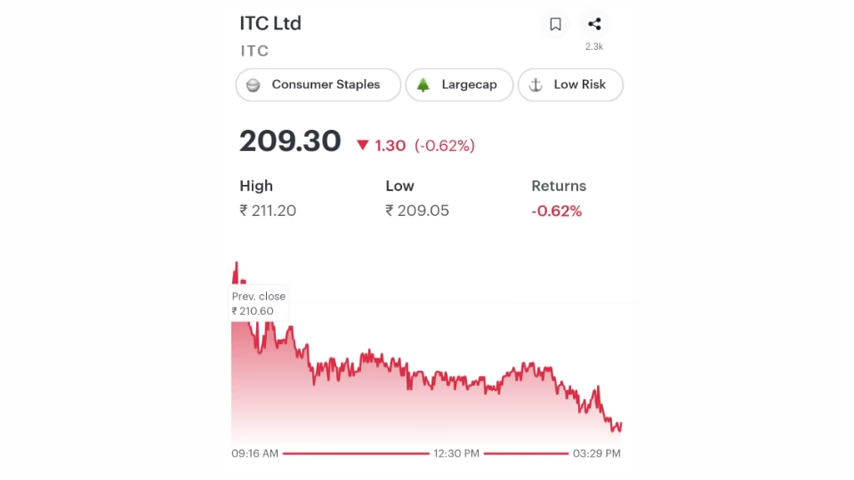 ITC Ltd
ITC
2.3k
Consumer Staples Largecap Low Risk
209.30 ▼ 1.30 (-0.62%)
High Low Returns
₹ 211.20 ₹ 209.05 -0.62%
Prev. close
₹ 210.60
09:16 AM 12:30 PM 03:29 PM